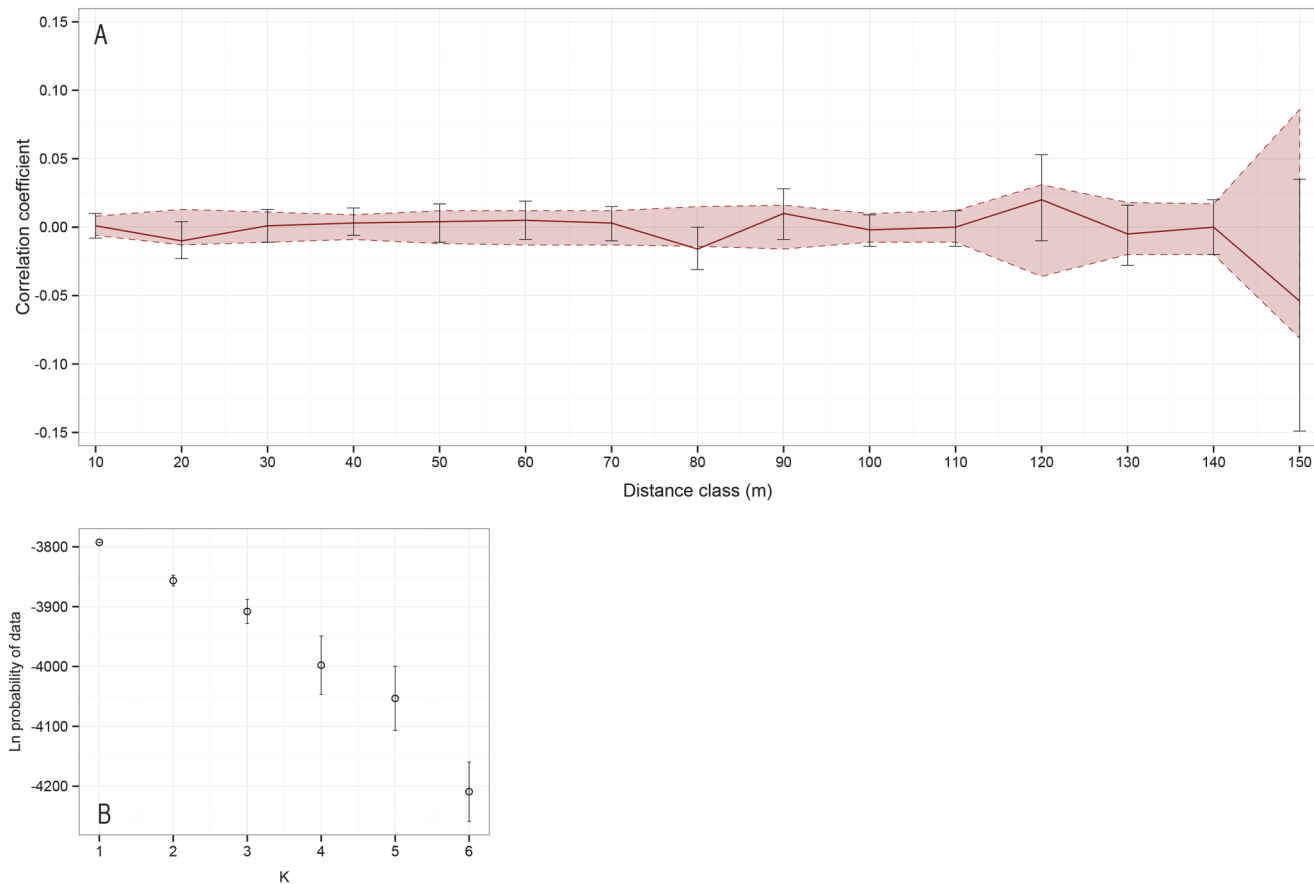 A
0.15
0.10
0.05
0.00
-0.05
-0.10
-0.15
Correlation coefficient
10 20 30 40 50 60 70 80 90 100 110 120 130 140 150
Distance class (m)
-3800
-3900
-4000
-4100
-4200
Ln probability of data
B
1 2 3 4 5 6
K